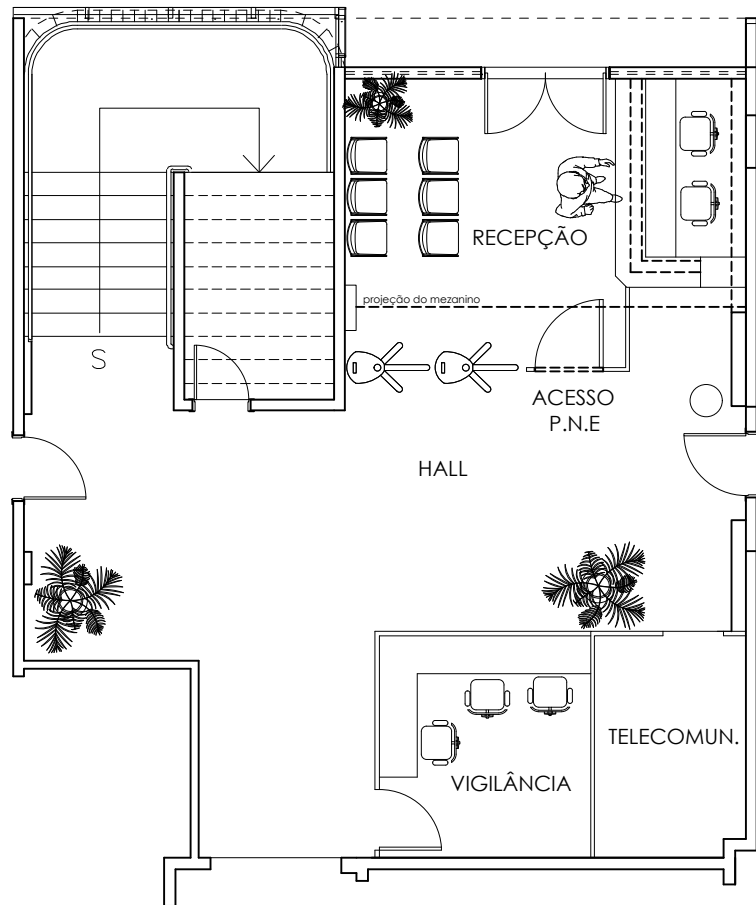 RECEPÇÃO
projeção do mezanino
S
ACESSO
P.N.E
HALL
TELECOMUN.
VIGILÂNCIA